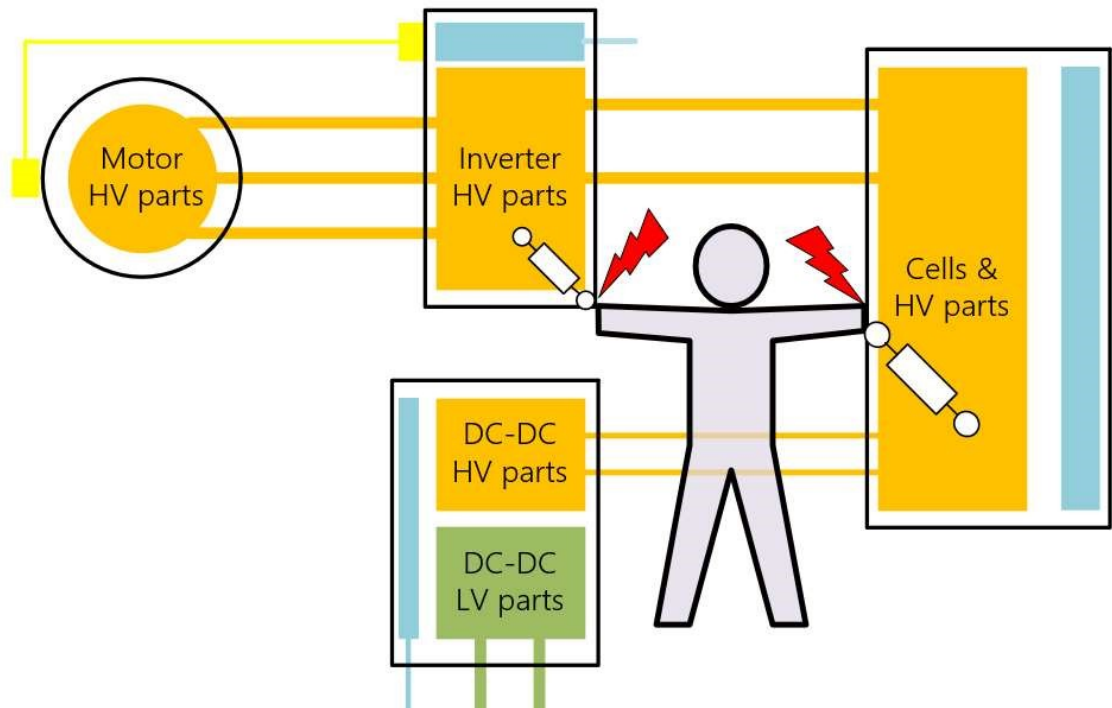 Motor
HV parts
Inverter
HV parts
Cells &
HV parts
DC-DC
HV parts
DC-DC
LV parts